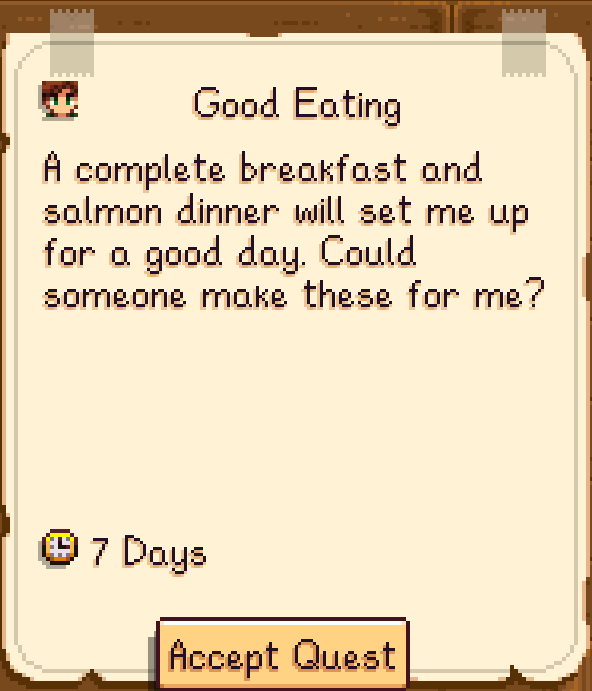 Good Eating
A complete breakfast and
salmon dinner will set me up
for a good day. Could
someone make these for me?
7 Days
Accept Quest